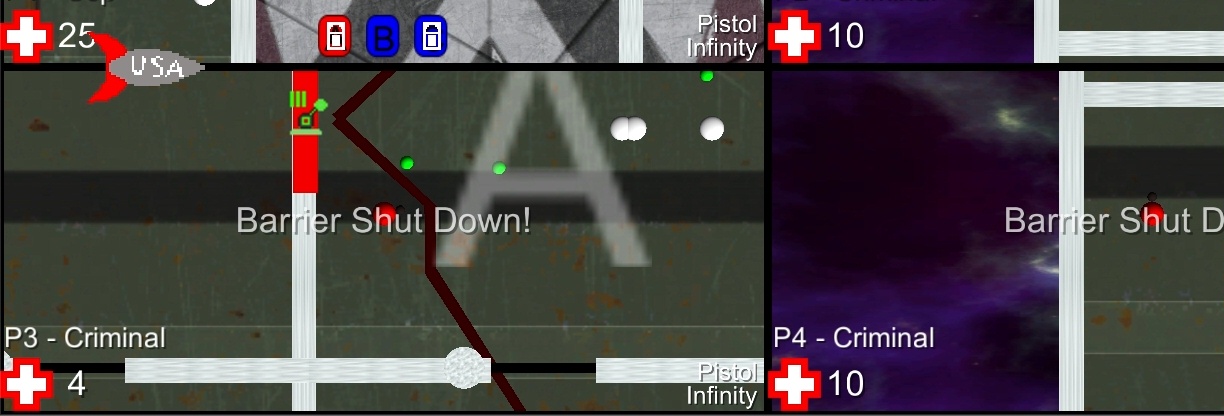 25
B
Pistol
Infinity
10
USA
A
Barrier Shut Down!
Barrier Shut D
P3 - Criminal
4
Pistol
Infinity
P4 - Criminal
10